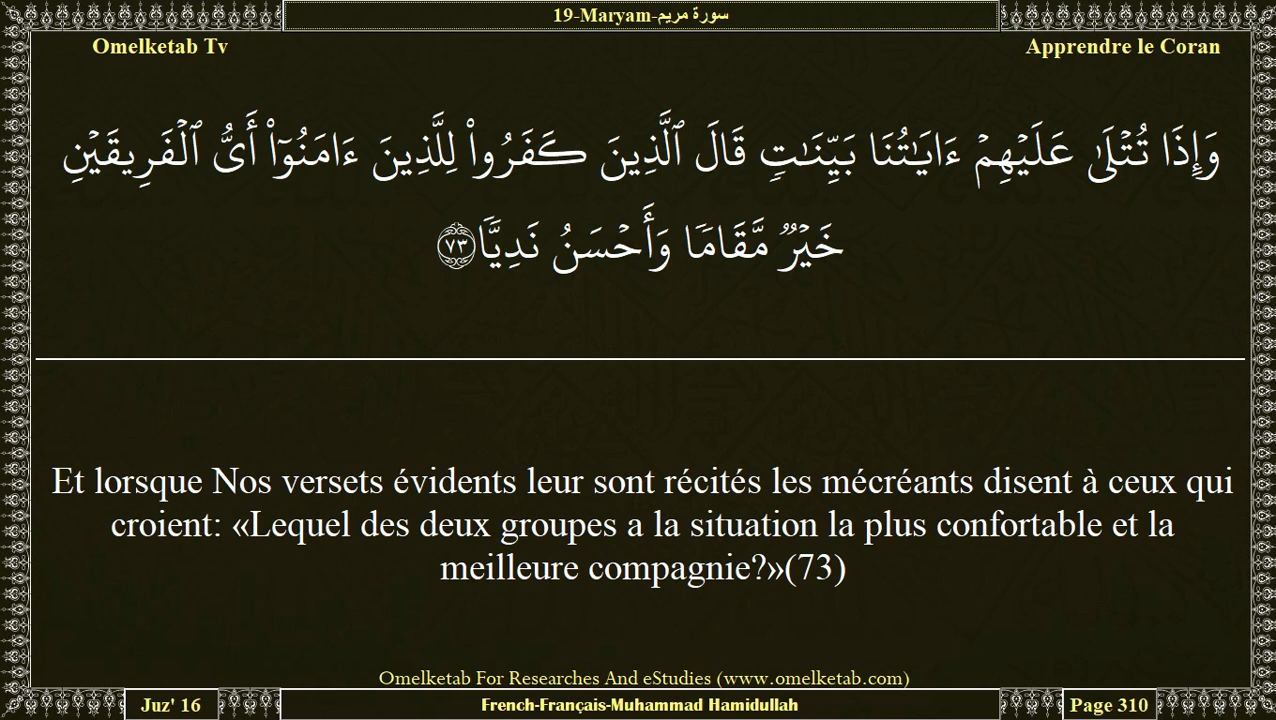 19-Maryam-سورة مريم
Omelketab Tv
Apprendre le Coran
وَإِذَا تُتۡلَىٰ عَلَيۡهِمۡ ءَايَٰتُنَا بَيِّنَٰتٖ قَالَ ٱلَّذِينَ كَفَرُواْ لِلَّذِينَ ءَامَنُوٓاْ أَيُّ ٱلۡفَرِيقَيۡنِ
خَيۡرٞ مَّقَامٗا وَأَحۡسَنُ نَدِيّٗا ٧٣
Et lorsque Nos versets évidents leur sont récités les mécréants disent à ceux qui
croient: «Lequel des deux groupes a la situation la plus confortable et la
meilleure compagnie?»(73)
Omelketab For Researches And eStudies (www.omelketab.com)
Juz' 16
French-Français-Muhammad Hamidullah
Page 310